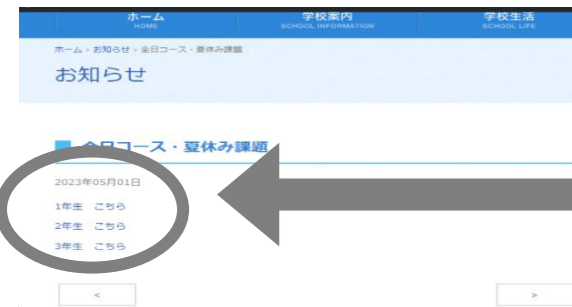 ホーム 学校案内 学校生活
HOME SCHOOL INFORMATION SCHOOL LIFE
ホーム › お知らせ › 全日コース・夏休み課題
お知らせ
全日コース・夏休み課題
2023年05月01日
1年生 こちら
2年生 こちら
3年生 こちら
< >